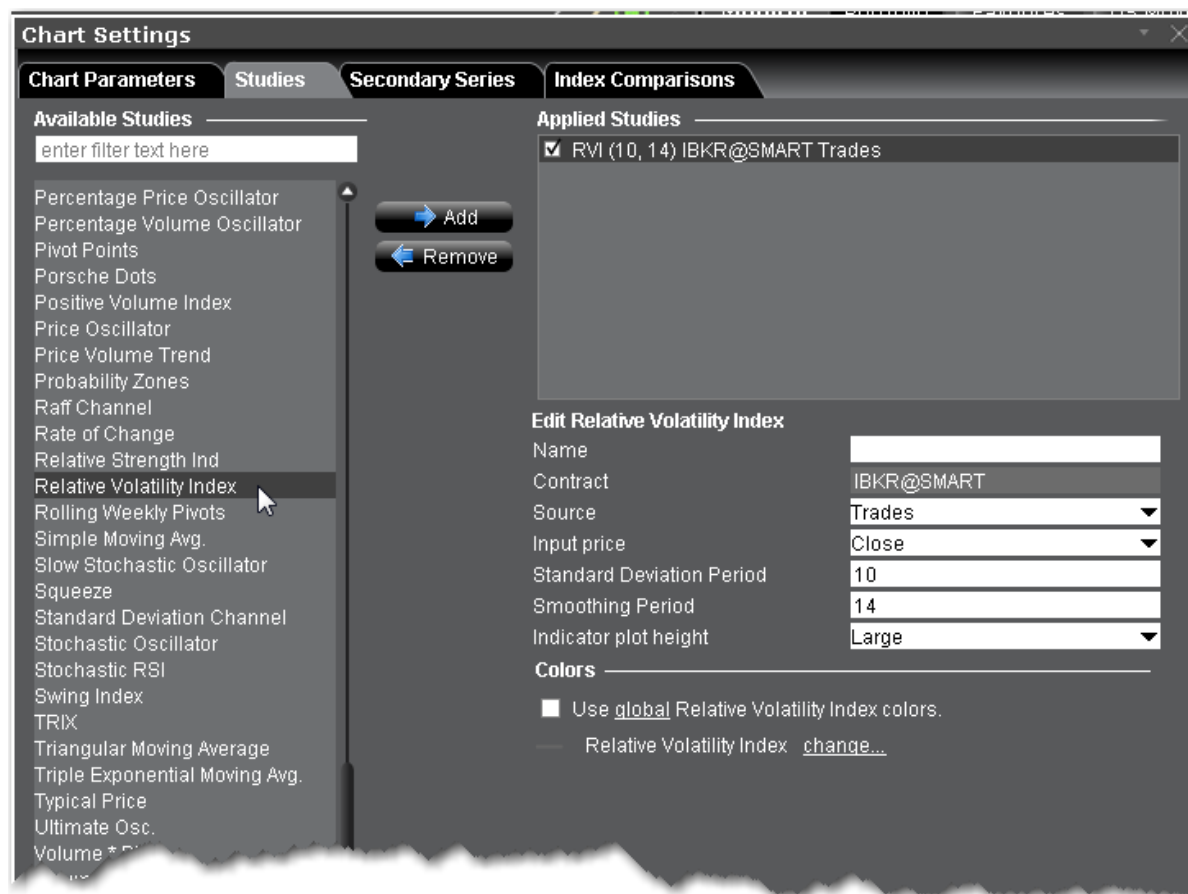 Chart Settings
Chart Parameters
Studies
Secondary Series
Index Comparisons
Available Studies
enter filter text here
Percentage Price Oscillator
Percentage Volume Oscillator
Pivot Points
Porsche Dots
Positive Volume Index
Price Oscillator
Price Volume Trend
Probability Zones
Raff Channel
Rate of Change
Relative Strength Ind
Relative Volatility Index
Rolling Weekly Pivots
Simple Moving Avg.
Slow Stochastic Oscillator
Squeeze
Standard Deviation Channel
Stochastic Oscillator
Stochastic RSI
Swing Index
TRIX
Triangular Moving Average
Triple Exponential Moving Avg.
Typical Price
Ultimate Osc.
Volume *
Add
Remove
Applied Studies
RVI (10, 14) IBKR@SMART Trades
Edit Relative Volatility Index
Name
Contract IBKR@SMART
Source Trades
Input price Close
Standard Deviation Period 10
Smoothing Period 14
Indicator plot height Large
Colors
Use global Relative Volatility Index colors.
Relative Volatility Index change...